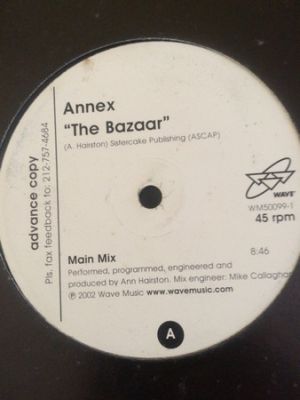 Annex
"The Bazaar"
(A. Hairston) Sistercake Publishing (ASCAP)
advance copy
Pls. fax feedback to: 212-757-4684
WAVE
WM50099-1
45 rpm
Main Mix 8:46
Performed, programmed, engineered and
produced by Ann Hairston. Mix engineer: Mike Callaghan
℗ 2002 Wave Music www.wavemusic.com
A